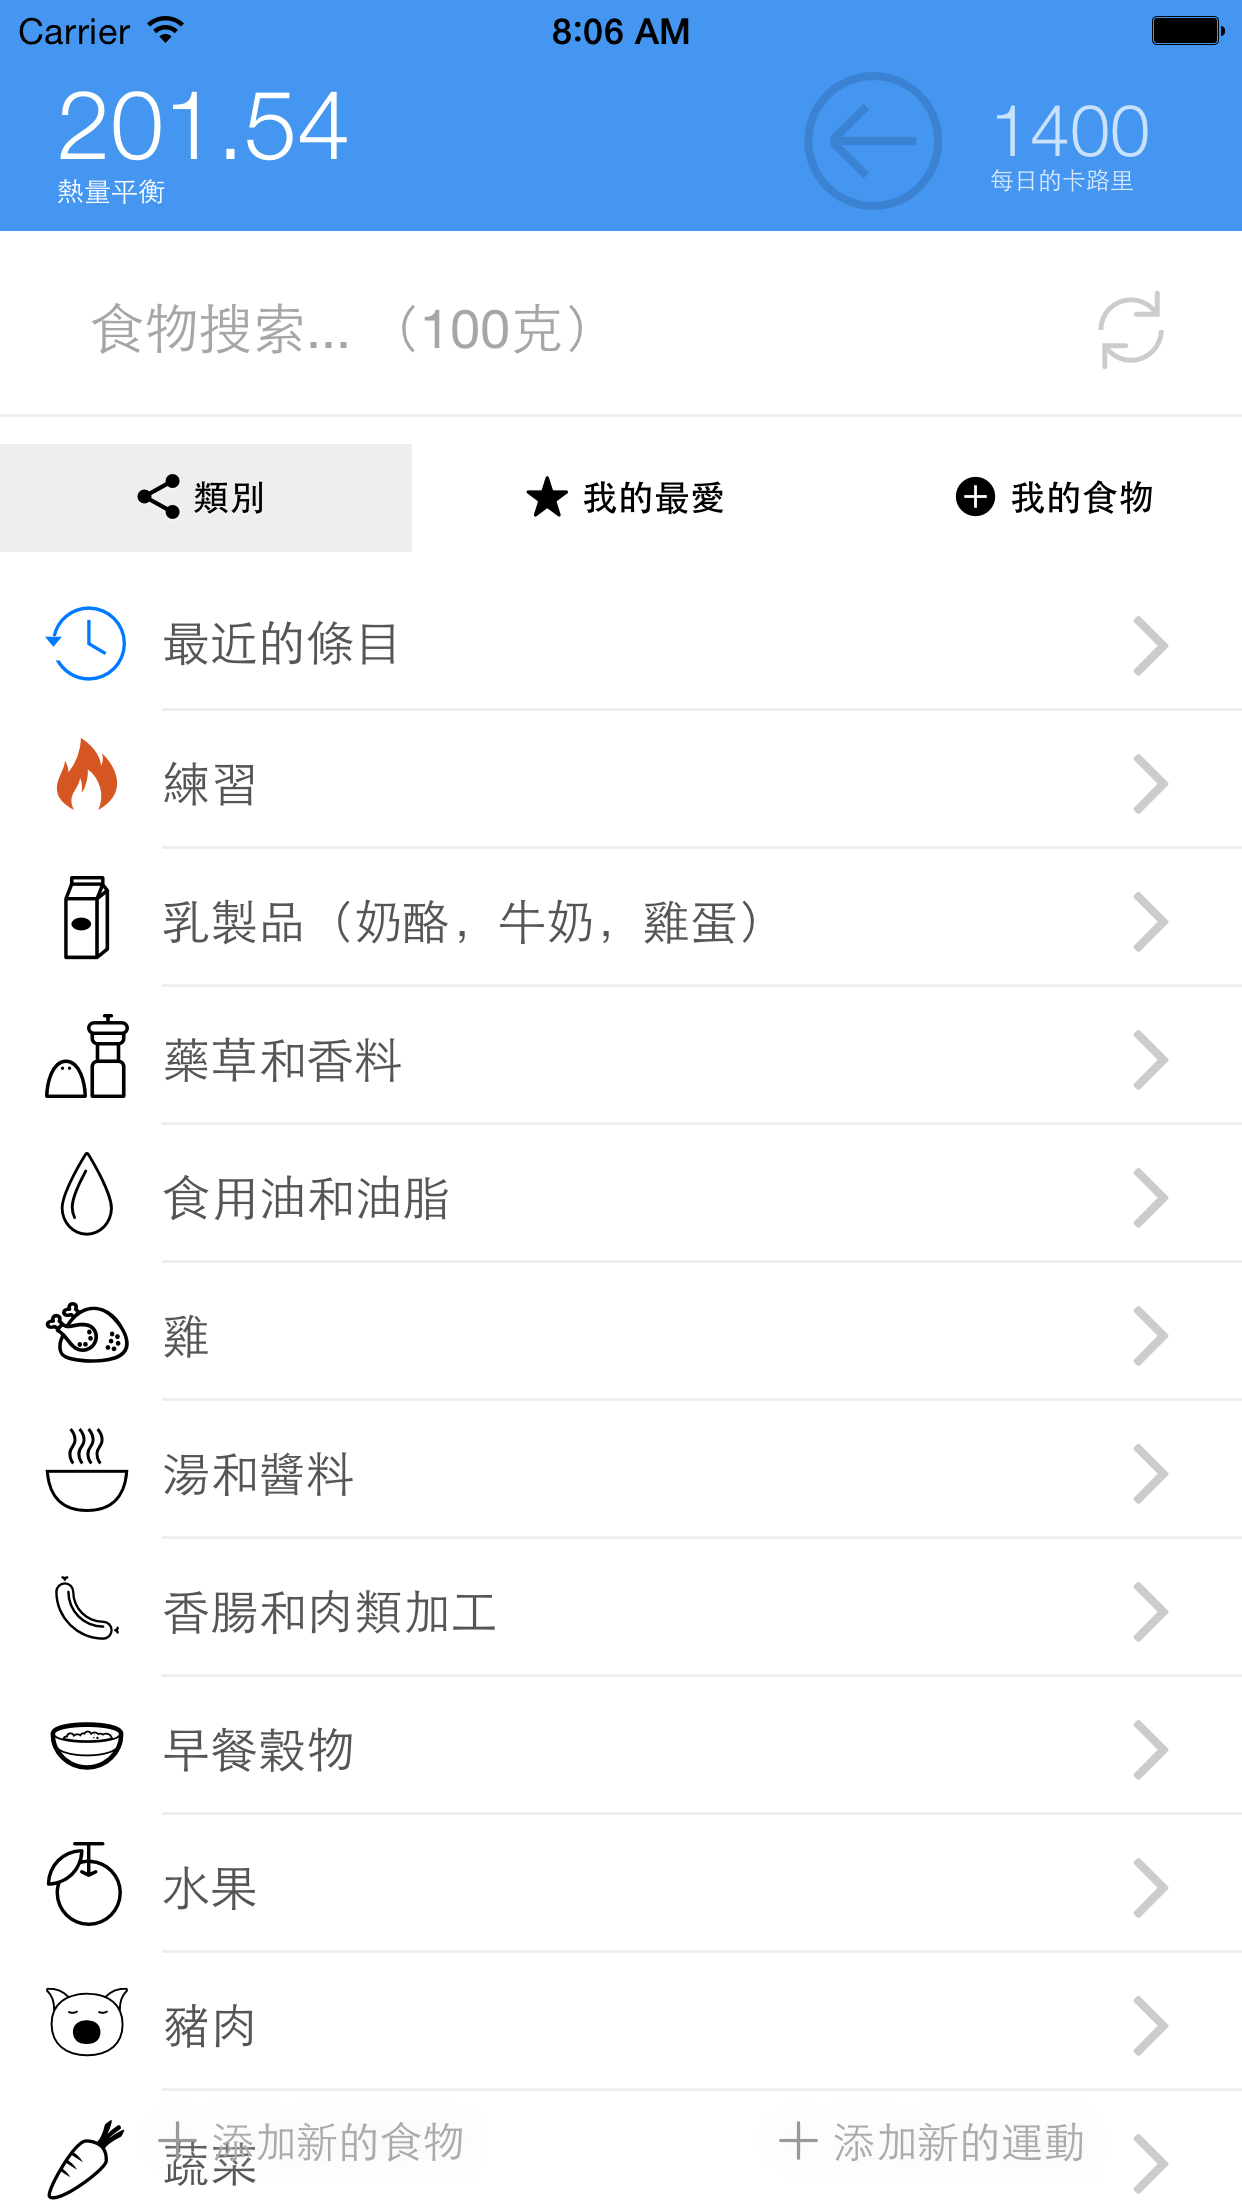 Carrier 8:06 AM
201.54
熱量平衡
1400
每日的卡路里
食物搜索... （100克）
類別
我的最愛
我的食物
最近的條目
練習
乳製品（奶酪，牛奶，雞蛋）
藥草和香料
食用油和油脂
雞
湯和醬料
香腸和肉類加工
早餐穀物
水果
豬肉
蔬菜
添加新的食物
添加新的運動